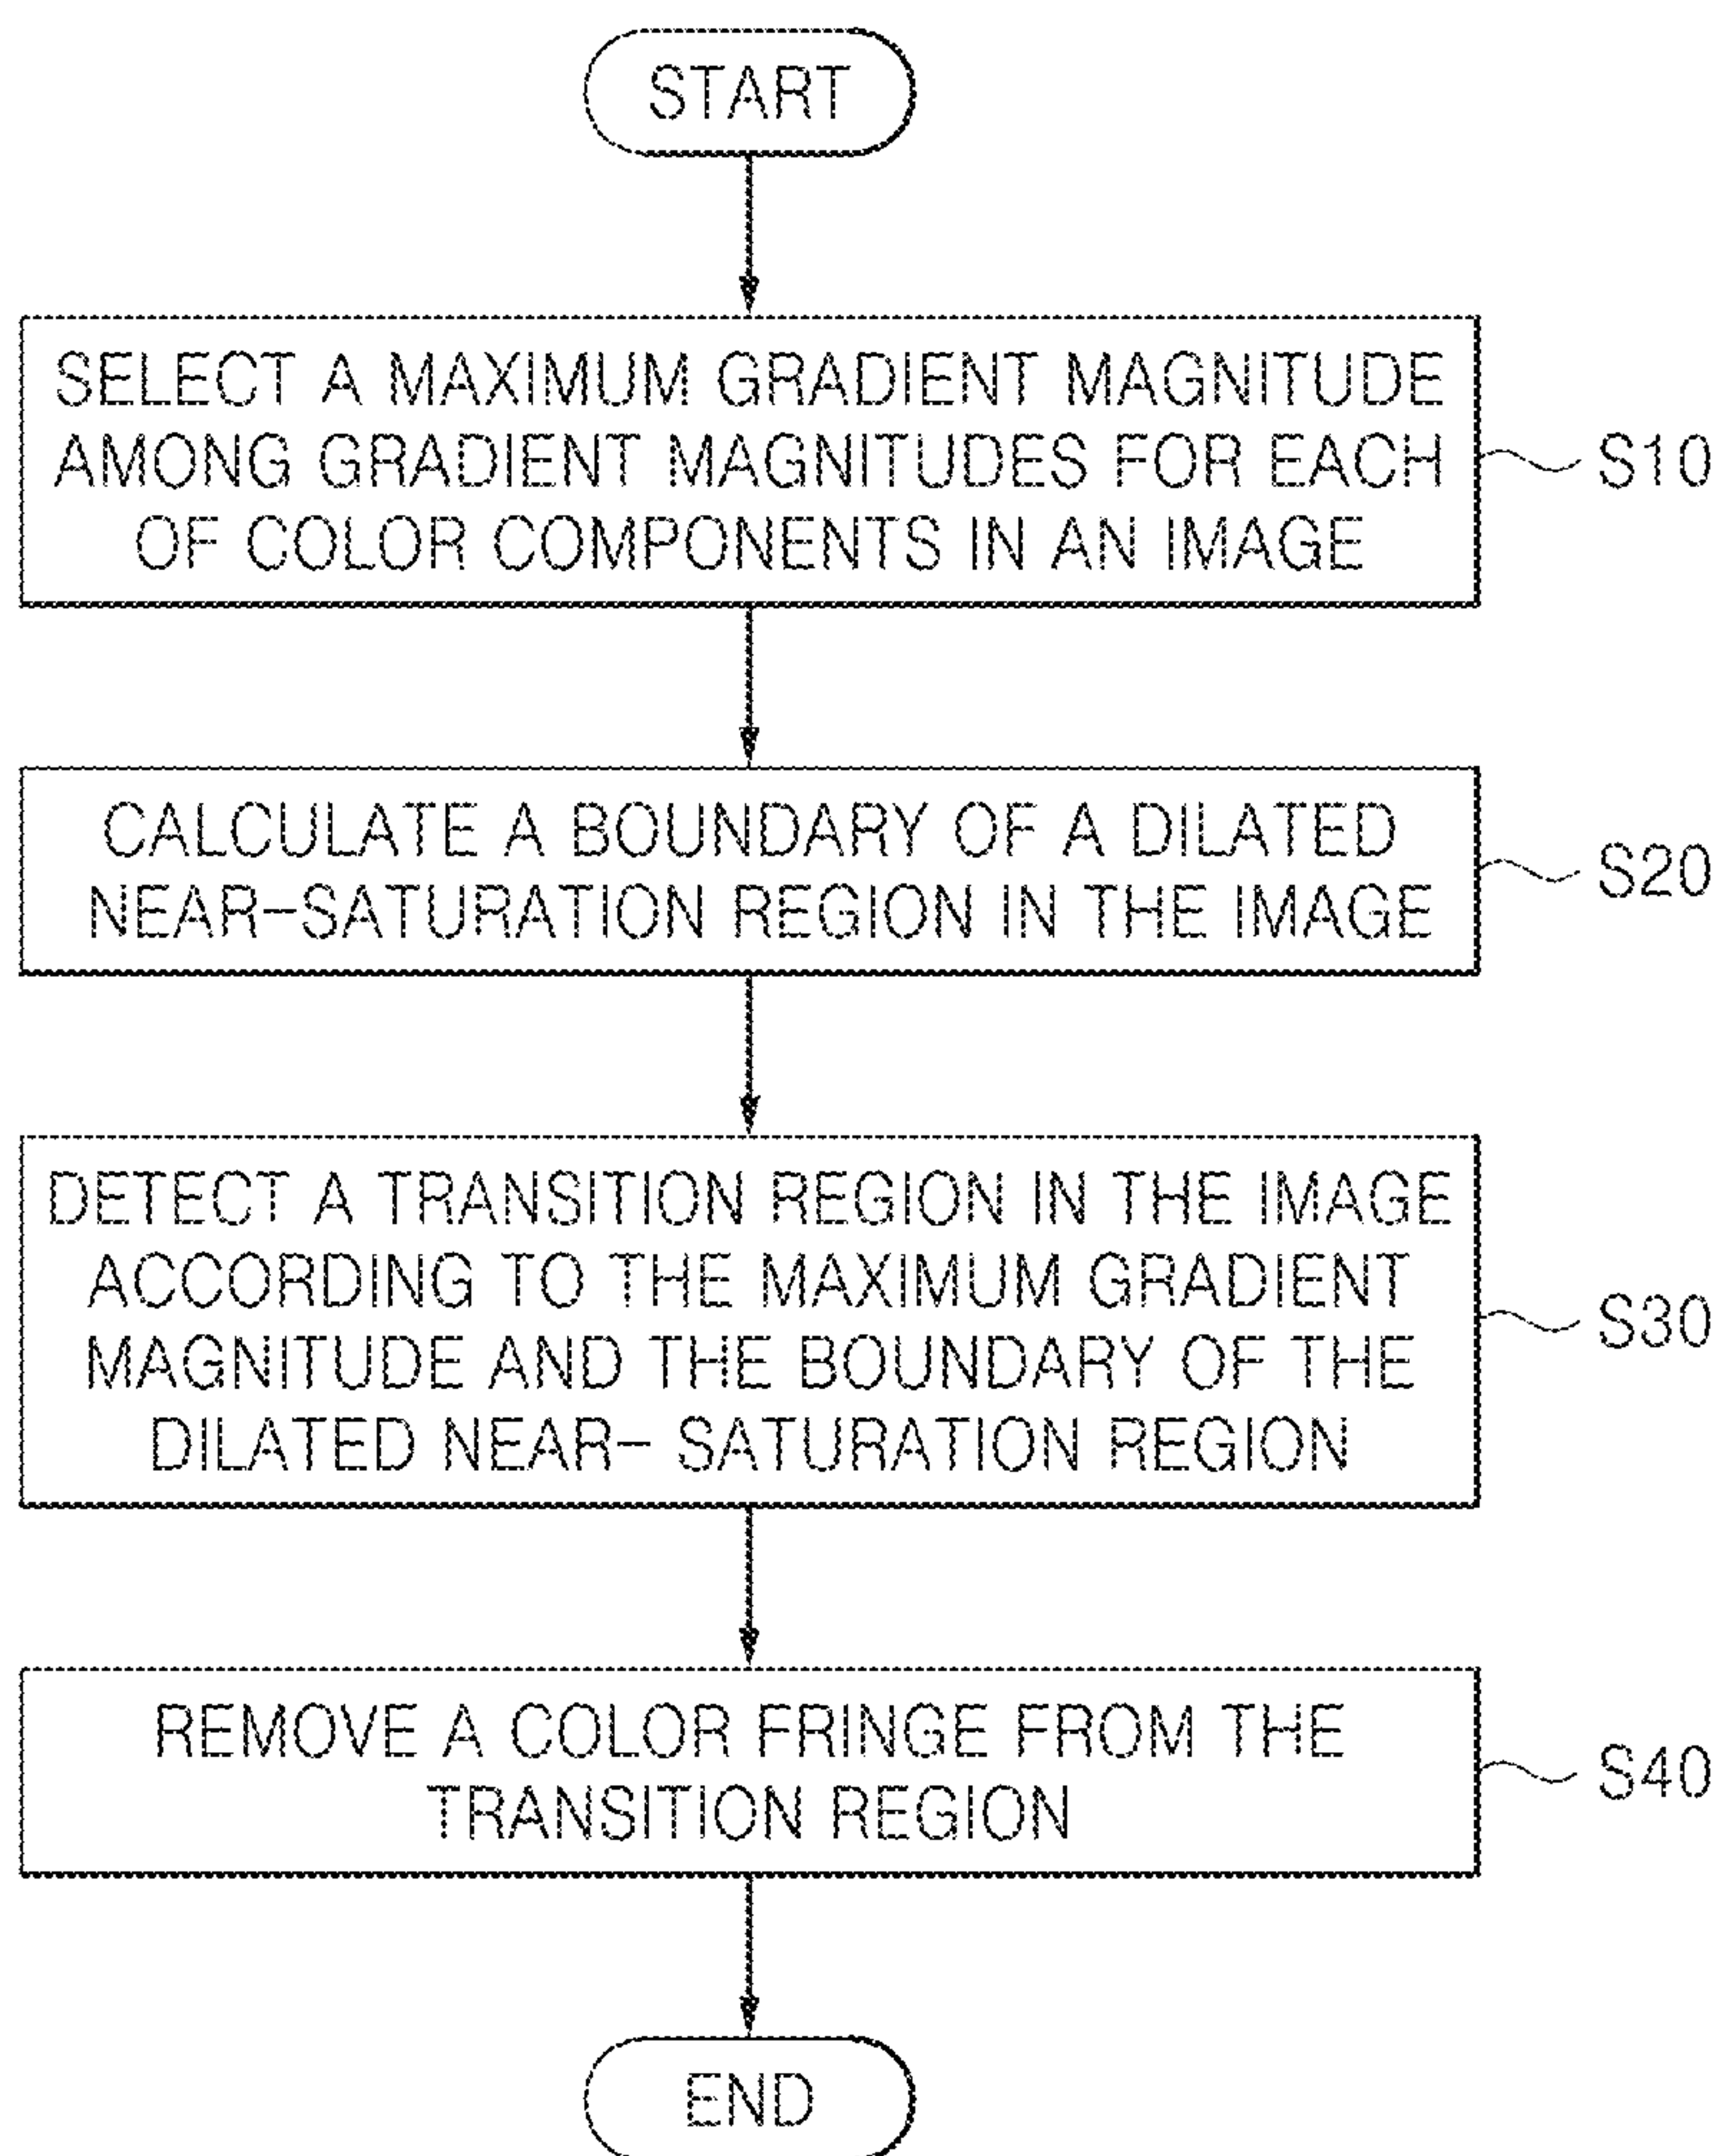 START
SELECT A MAXIMUM GRADIENT MAGNITUDE
AMONG GRADIENT MAGNITUDES FOR EACH
OF COLOR COMPONENTS IN AN IMAGE
S10
CALCULATE A BOUNDARY OF A DILATED
NEAR-SATURATION REGION IN THE IMAGE
S20
DETECT A TRANSITION REGION IN THE IMAGE
ACCORDING TO THE MAXIMUM GRADIENT
MAGNITUDE AND THE BOUNDARY OF THE
DILATED NEAR- SATURATION REGION
S30
REMOVE A COLOR FRINGE FROM THE
TRANSITION REGION
S40
END